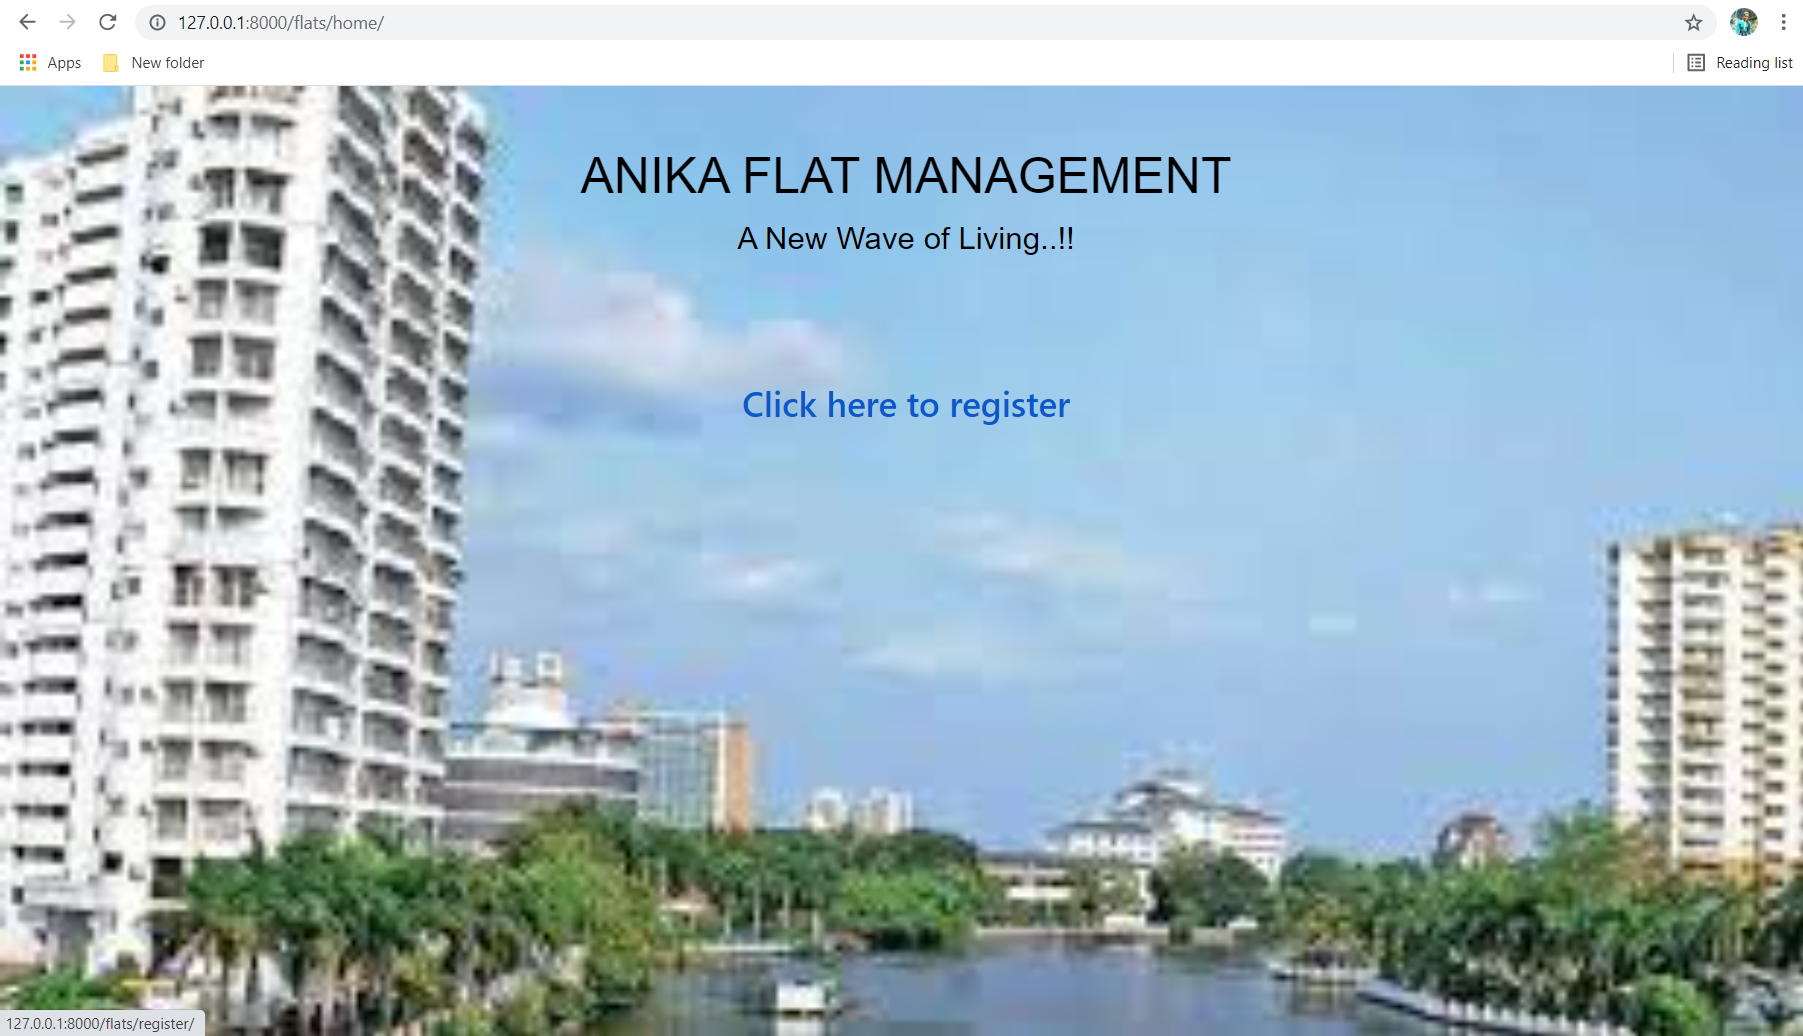 127.0.0.1:8000/flats/home/
Apps New folder Reading list
ANIKA FLAT MANAGEMENT
A New Wave of Living..!!
Click here to register
127.0.0.1:8000/flats/register/